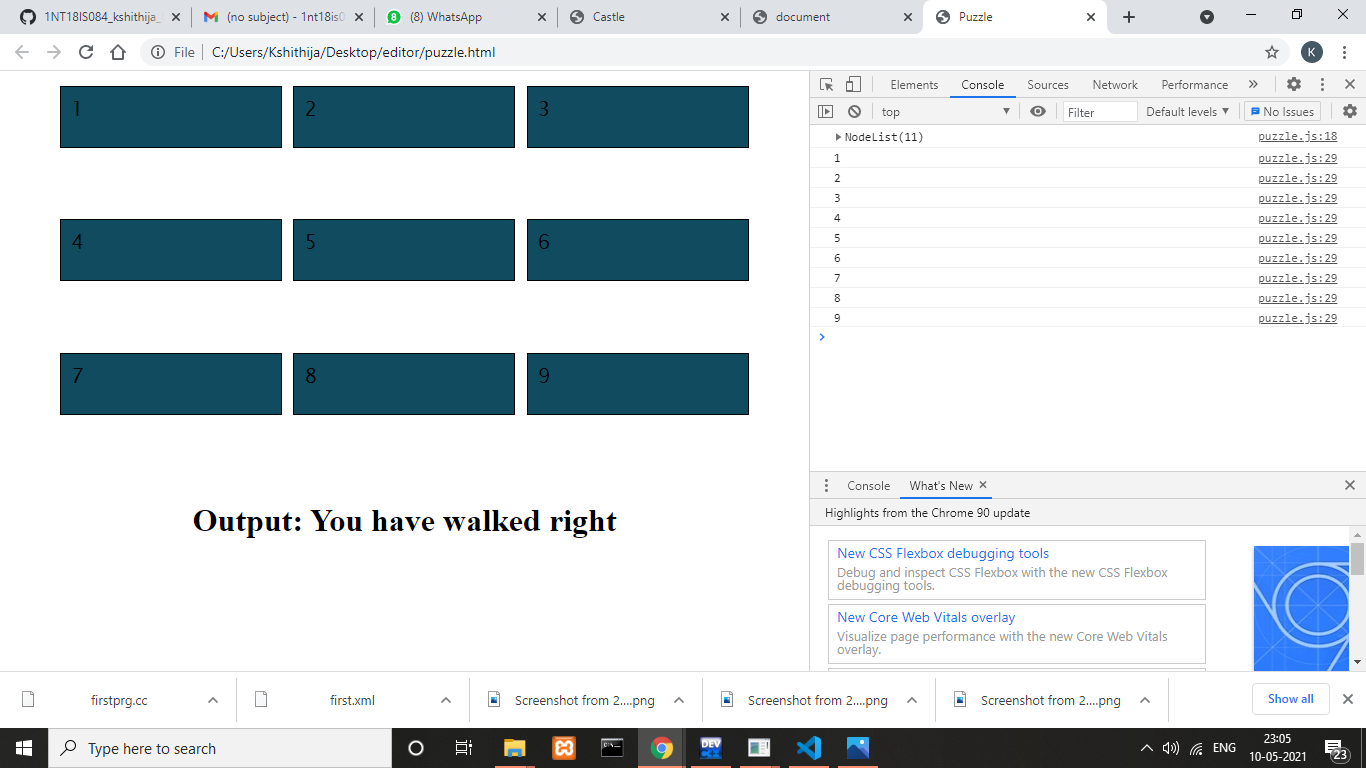 1NT18IS084_kshithija_
(no subject) - 1nt18is0
8 (8) WhatsApp
Castle
document
Puzzle
File C:/Users/Kshithija/Desktop/editor/puzzle.html
K
1 2 3
4 5 6
7 8 9
Output: You have walked right
Elements Console Sources Network Performance »
top Filter Default levels No Issues
NodeList(11) puzzle.js:18
1 puzzle.js:29
2 puzzle.js:29
3 puzzle.js:29
4 puzzle.js:29
5 puzzle.js:29
6 puzzle.js:29
7 puzzle.js:29
8 puzzle.js:29
9 puzzle.js:29
Console What's New
Highlights from the Chrome 90 update
New CSS Flexbox debugging tools
Debug and inspect CSS Flexbox with the new CSS Flexbox
debugging tools.
New Core Web Vitals overlay
Visualize page performance with the new Core Web Vitals
overlay.
firstprg.cc
first.xml
Screenshot from 2....png
Screenshot from 2....png
Screenshot from 2....png
Show all
Type here to search
DEV
ENG
23:05
10-05-2021
23